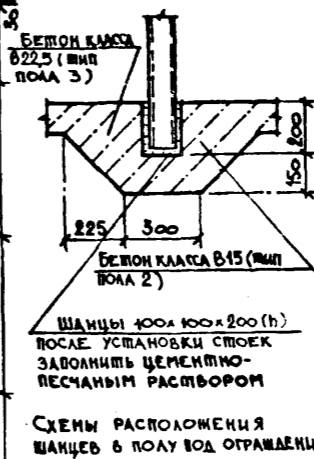 БЕТОН КЛАССА
В22,5 (ТИП
ПОЛА 3)
200
150
225
300
БЕТОН КЛАССА В15 (ТИП
ПОЛА 2)
ШАНЦЫ 100х100х200(h)
ПОСЛЕ УСТАНОВКИ СТОЕК
ЗАПОЛНИТЬ ЦЕМЕНТНО-
ПЕСЧАНЫМ РАСТВОРОМ
СХЕМЫ РАСПОЛОЖЕНИЯ
ШАНЦЕВ В ПОЛУ ПОД